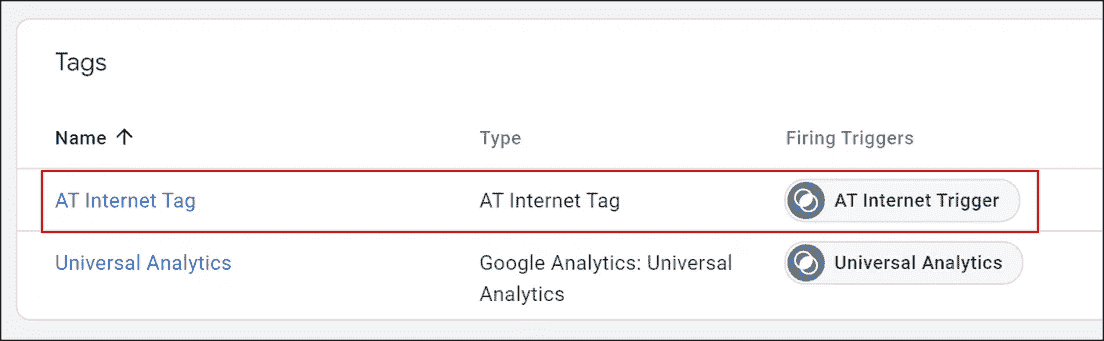 Tags
Name ↑ Type Firing Triggers
AT Internet Tag AT Internet Tag AT Internet Trigger
Universal Analytics Google Analytics: Universal Universal Analytics
Analytics